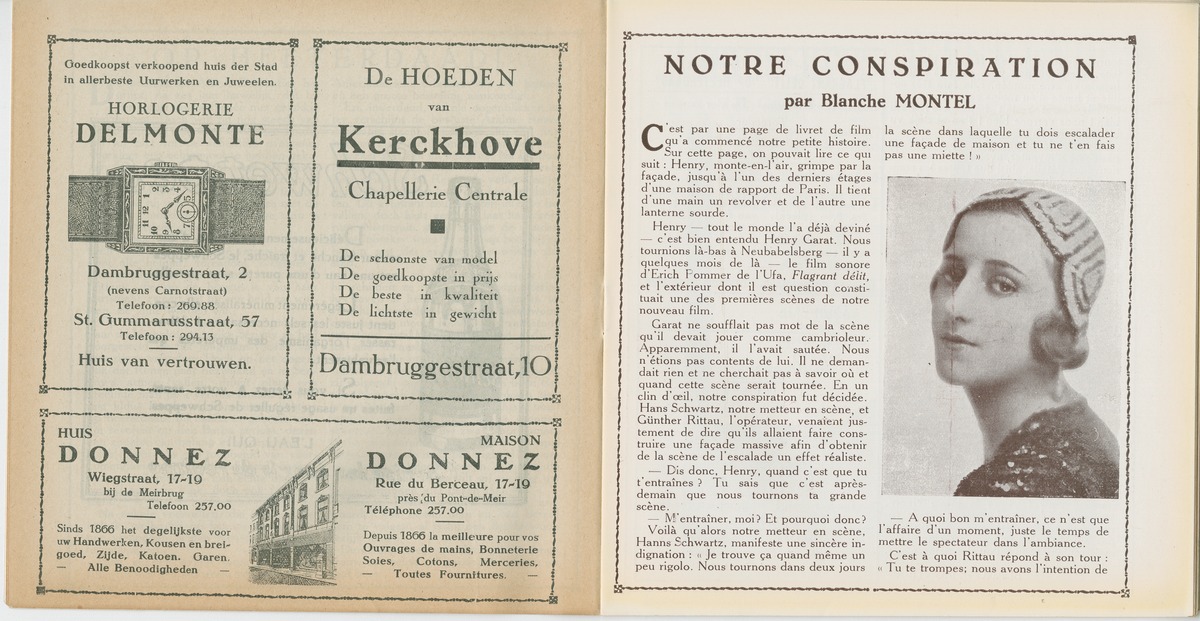 Goedkoopst verkoopend huis der Stad
in allerbeste Uurwerken en Juweelen.
HORLOGERIE
DELMONTE
Dambruggestraat, 2
(nevens Carnotstraat)
Telefoon: 269.88
St. Gummarusstraat, 57
Telefoon: 294.13
Huis van vertrouwen.
De HOEDEN
van
Kerckhove
Chapellerie Centrale
De schoonste van model
De goedkoopste in prijs
De beste in kwaliteit
De lichtste in gewicht
Dambruggestraat,10
HUIS
DONNEZ
Wiegstraat, 17-19
bij de Meirbrug
Telefoon 257.00
Sinds 1866 het degelijkste voor
uw Handwerken, Kousen en brei-
goed, Zijde, Katoen. Garen.
— Alle Benoodigheden —
MAISON
DONNEZ
Rue du Berceau, 17-19
près du Pont-de-Meir
Téléphone 257.00
Depuis 1866 la meilleure pour vos
Ouvrages de mains, Bonneterie
Soies, Cotons, Merceries,
— Toutes Fournitures. —
NOTRE CONSPIRATION
par Blanche MONTEL
C'est par une page de livret de film
qu'a commencé notre petite histoire.
Sur cette page, on pouvait lire ce qui
suit : Henry, monte-en-l'air, grimpe par la
façade, jusqu'à l'un des derniers étages
d'une maison de rapport de Paris. Il tient
d'une main un revolver et de l'autre une
lanterne sourde.
Henry — tout le monde l'a déjà deviné
— c'est bien entendu Henry Garat. Nous
tournions là-bas à Neubabelsberg — il y a
quelques mois de là — le film sonore
d'Erich Pommer de l'Ufa, Flagrant délit,
et l'extérieur dont il est question consti-
tuait une des premières scènes de notre
nouveau film.
Garat ne soufflait pas mot de la scène
qu'il devait jouer comme cambrioleur.
Apparemment, il l'avait sautée. Nous
n'étions pas contents de lui. Il ne deman-
dait rien et ne cherchait pas à savoir où et
quand cette scène serait tournée. En un
clin d'œil, notre conspiration fut décidée.
Hans Schwartz, notre metteur en scène, et
Günther Rittau, l'opérateur, venaient jus-
tement de dire qu'ils allaient faire cons-
truire une façade massive afin d'obtenir
de la scène de l'escalade un effet réaliste.
— Dis donc, Henry, quand c'est que tu
t'entraînes ? Tu sais que c'est après-
demain que nous tournons ta grande
scène.
— M'entraîner, moi? Et pourquoi donc?
Voilà qu'alors notre metteur en scène,
Hanns Schwartz, manifeste une sincère in-
dignation : « Je trouve ça quand même un
peu rigolo. Nous tournons dans deux jours
la scène dans laquelle tu dois escalader
une façade de maison et tu ne t'en fais
pas une miette ! »
— A quoi bon m'entraîner, ce n'est que
l'affaire d'un moment, juste le temps de
mettre le spectateur dans l'ambiance.
C'est à quoi Rittau répond à son tour :
« Tu te trompes; nous avons l'intention de